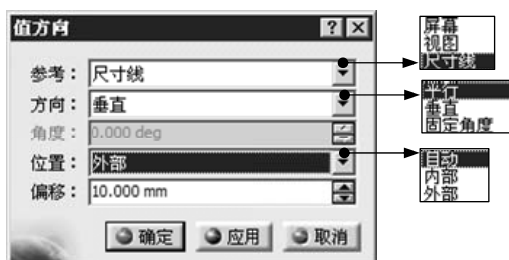 值方向
参考：尺寸线
方向：垂直
角度：0.000 deg
位置：外部
偏移：10.000 mm
确定 应用 取消
屏幕
视图
尺寸线
平行
垂直
固定角度
自动
内部
外部